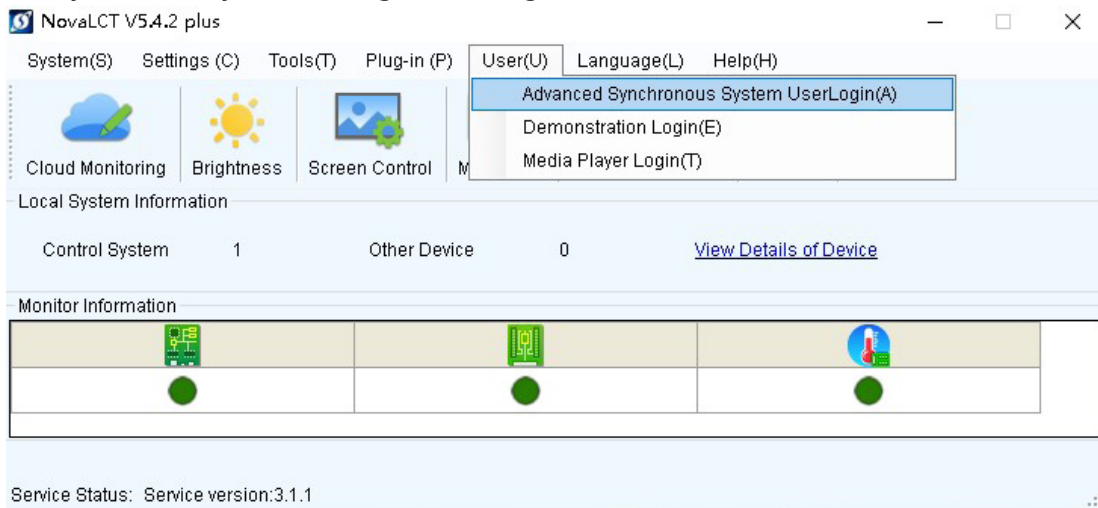 NovaLCT V5.4.2 plus
System(S) Settings (C) Tools(T) Plug-in (P) User(U) Language(L) Help(H)
Advanced Synchronous System UserLogin(A)
Demonstration Login(E)
Media Player Login(T)
Cloud Monitoring Brightness Screen Control M
Local System Information
Control System 1 Other Device 0 View Details of Device
Monitor Information
Service Status: Service version:3.1.1